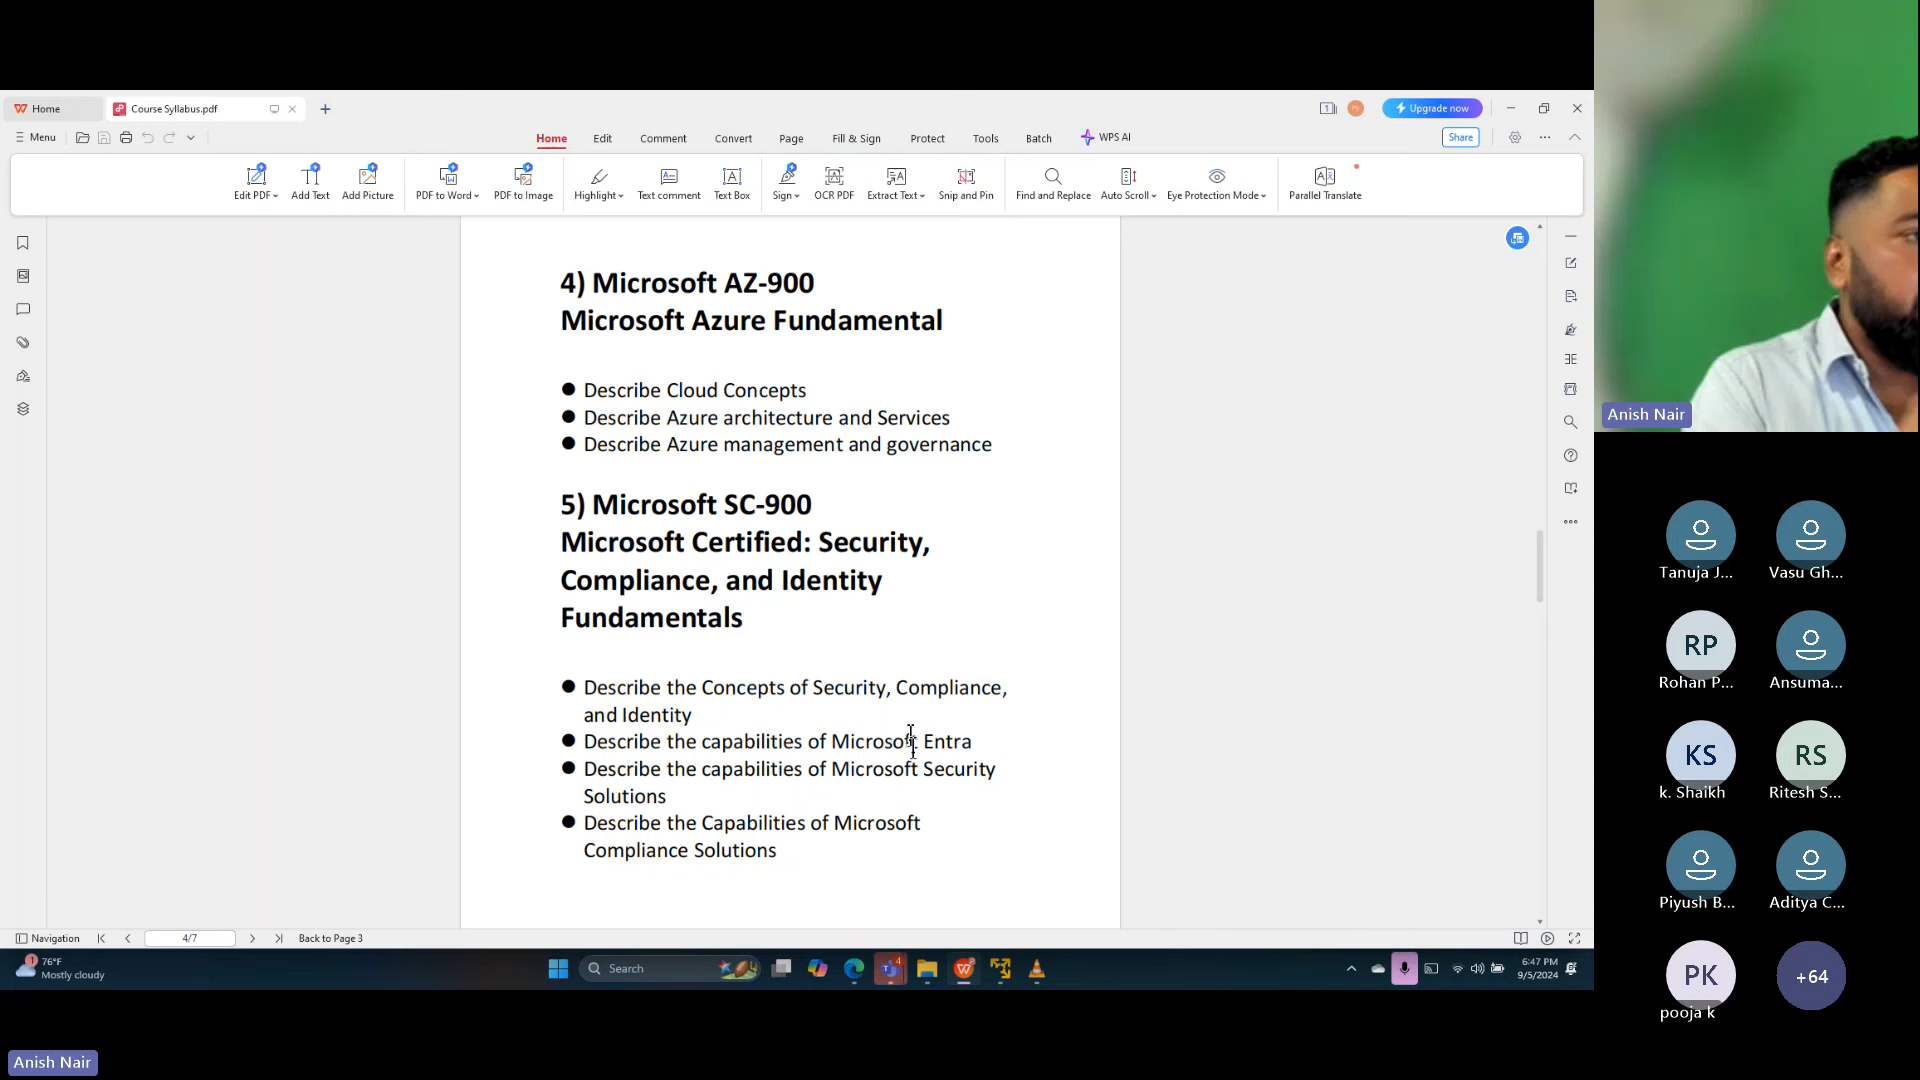 Home
Course Syllabus.pdf
Upgrade now
Menu
Home
Edit
Comment
Convert
Page
Fill & Sign
Protect
Tools
Batch
WPS AI
Share
Edit PDF
Add Text
Add Picture
PDF to Word
PDF to Image
Highlight
Text comment
Text Box
Sign
OCR PDF
Extract Text
Snip and Pin
Find and Replace
Auto Scroll
Eye Protection Mode
Parallel Translate
4) Microsoft AZ-900
Microsoft Azure Fundamental
● Describe Cloud Concepts
● Describe Azure architecture and Services
● Describe Azure management and governance
5) Microsoft SC-900
Microsoft Certified: Security,
Compliance, and Identity
Fundamentals
● Describe the Concepts of Security, Compliance,
and Identity
● Describe the capabilities of Microsoft Entra
● Describe the capabilities of Microsoft Security
Solutions
● Describe the Capabilities of Microsoft
Compliance Solutions
Navigation
4/7
Back to Page 3
1
76°F
Mostly cloudy
Search
4
6:47 PM
9/5/2024
Anish Nair
Anish Nair
Tanuja J...
Vasu Gh...
RP
Rohan P...
Ansuma...
KS
k. Shaikh
RS
Ritesh S...
Piyush B...
Aditya C...
PK
pooja k
+64